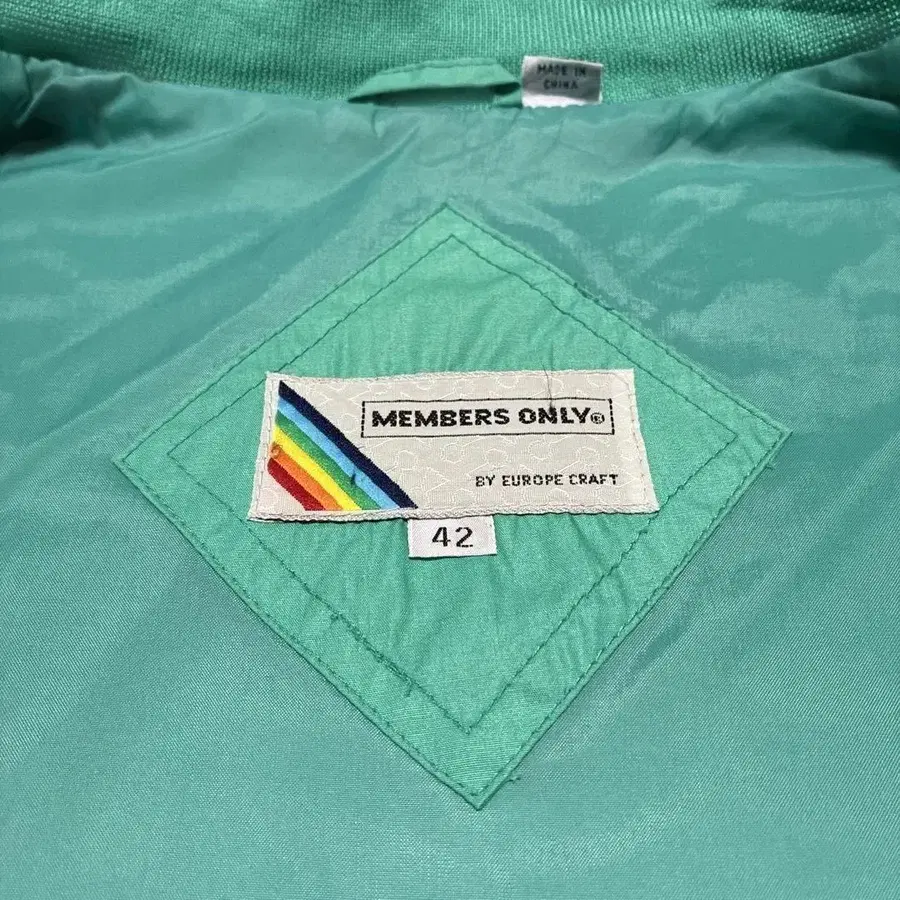 MADE IN
CHINA
MEMBERS ONLY®
BY EUROPE CRAFT
42